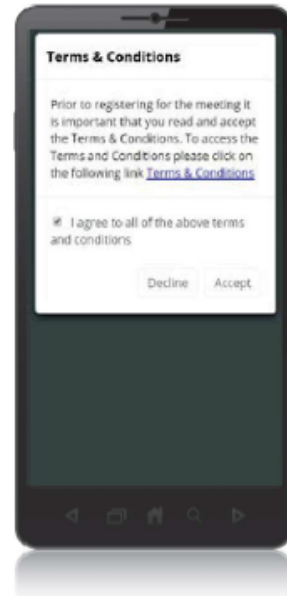 Terms & Conditions
Prior to registering for the meeting it
is important that you read and accept
the Terms & Conditions. To access the
Terms and Conditions please click on
the following link Terms & Conditions
I agree to all of the above terms
and conditions
Decline Accept